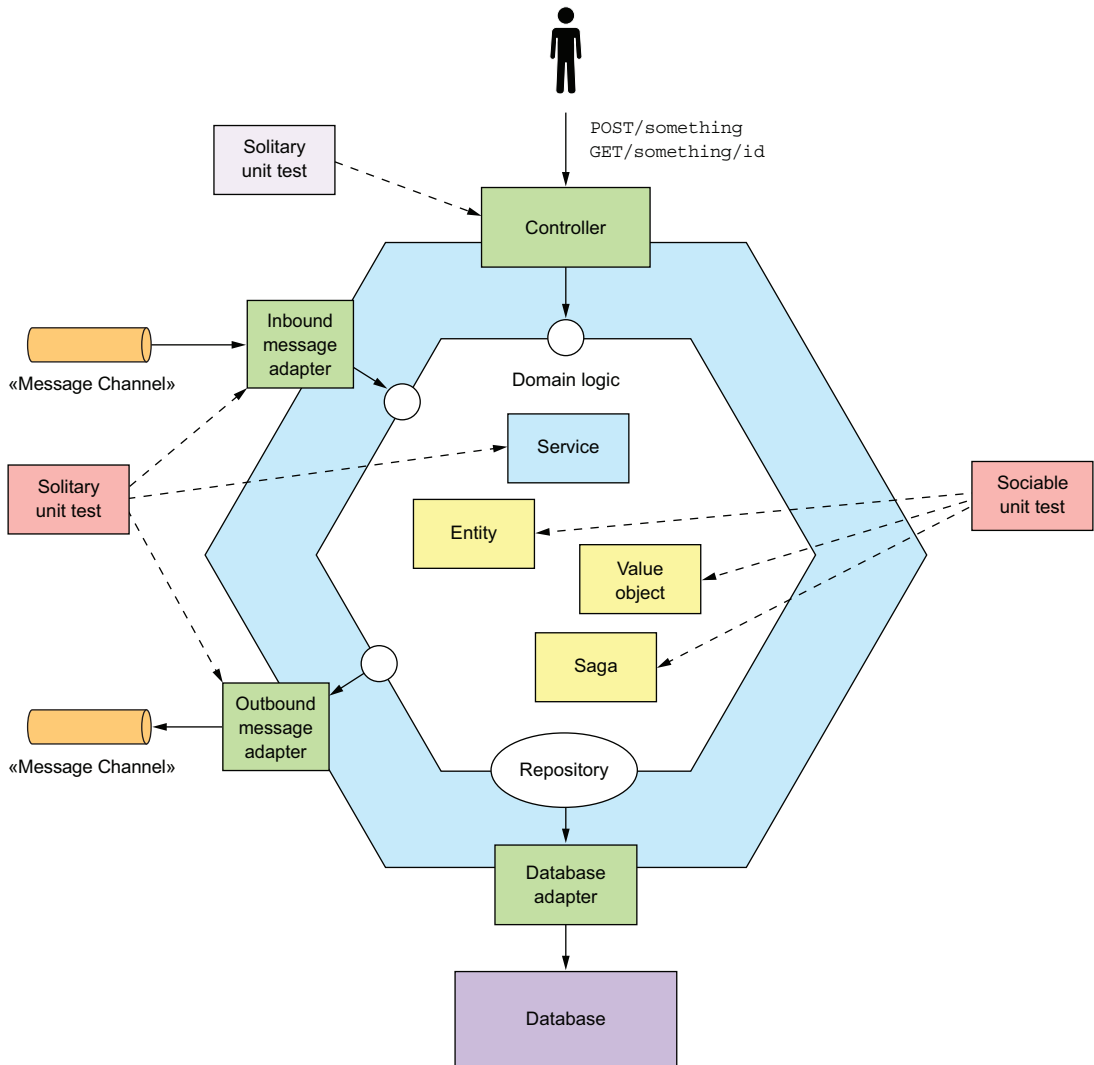 POST/something
GET/something/id
Solitary
unit test
Controller
Inbound
message
adapter
«Message Channel»
Domain logic
Service
Solitary
unit test
Sociable
unit test
Entity
Value
object
Saga
Outbound
message
adapter
«Message Channel»
Repository
Database
adapter
Database